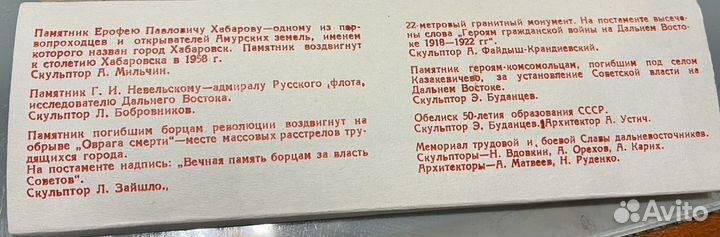 Памятник Ерофею Павловичу Хабарову—одному из пер-
вопроходцев и открывателей Амурских земель, именем
которого назван город Хабаровск. Памятник воздвигнут
к столетию Хабаровска в 1958 г.
Скульптор А. Мильчин.
Памятник Г. И. Невельскому—адмиралу Русского флота,
исследователю Дальнего Востока.
Скульптор Л. Бобровников.
Памятник погибшим борцам революции воздвигнут на
обрыве „Оврага смерти“—месте массовых расстрелов тру-
дящихся города.
На постаменте надпись: „Вечная память борцам за власть
Советов“.
Скульптор Л. Зайшло.,
22-метровый гранитный монумент. На постаменте высече-
ны слова „Героям гражданской войны на Дальнем Восто-
ке 1918—1922 гг“.
Скульптор А. Файдыш-Крандиевский.
Памятник героям-комсомольцам, погибшим под селом
Казакевичево, за установление Советской власти на
Дальнем Востоке.
Скульптор Э. Буданцев.
Обелиск 50-летия образования СССР.
Скульптор Э. Буданцев. Архитектор А. Устич.
Мемориал трудовой и боевой Славы дальневосточников.
Скульпторы—Н. Вдовкин, А. Орехов, А. Карих.
Архитекторы—А. Матвеев, Н. Руденко.
Avito